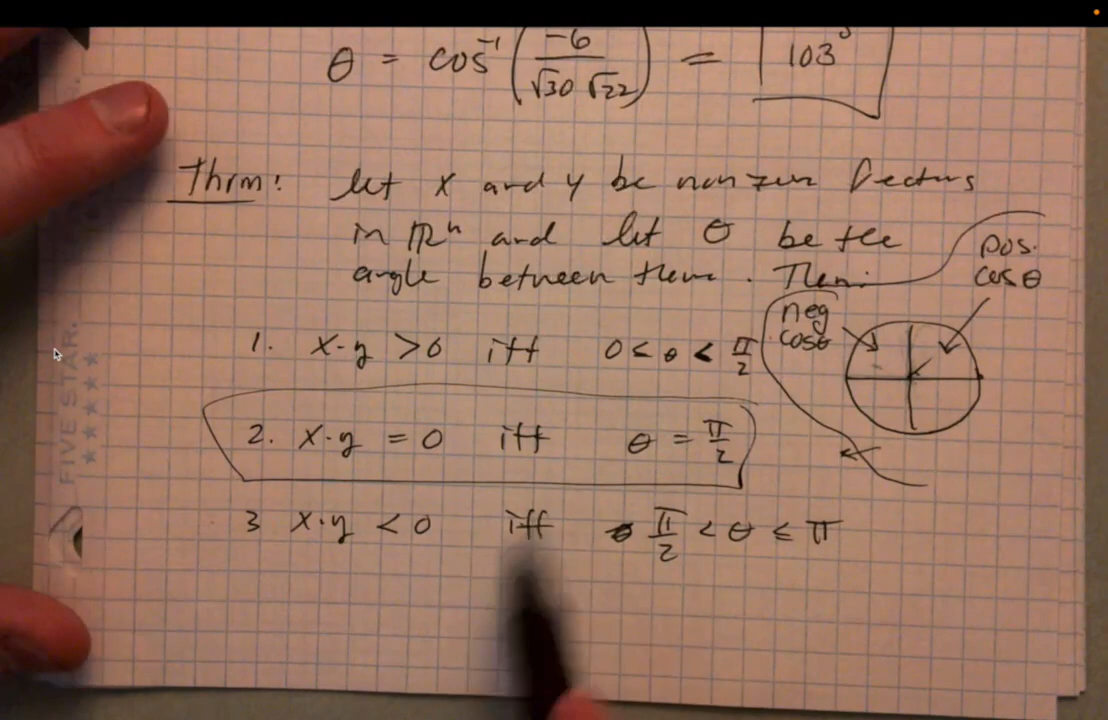 θ = cos⁻¹ (-6 / √30 √22) = 103°
Thrm: let x and y be nonzero Vectors
in ℝⁿ and let θ be the
angle between them. Then:
pos.
cos θ
neg
cosθ
1. x·y > 0 iff 0 ≤ θ < π/2
2. x·y = 0 iff θ = π/2
3 x·y < 0 iff π/2 < θ ≤ π
FIVE STAR.